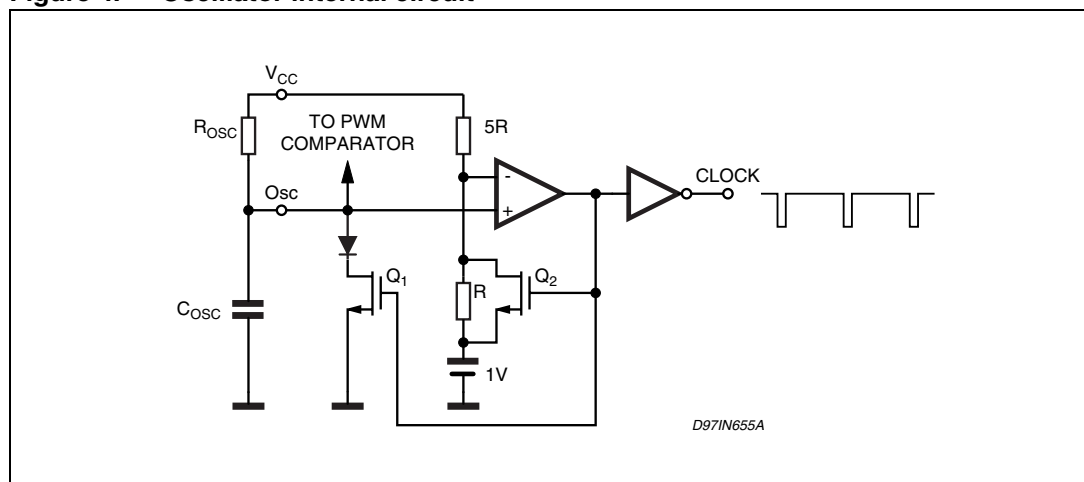 Figure 4. Oscillator internal circuit
VCC
ROSC
TO PWM
COMPARATOR
5R
Osc
-
+
CLOCK
Q1
Q2
R
COSC
1V
D97IN655A